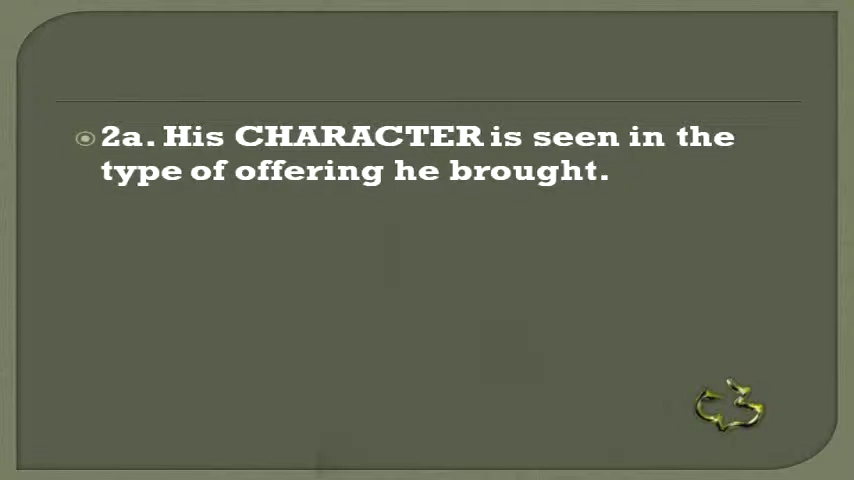 2a. His CHARACTER is seen in the
type of offering he brought.